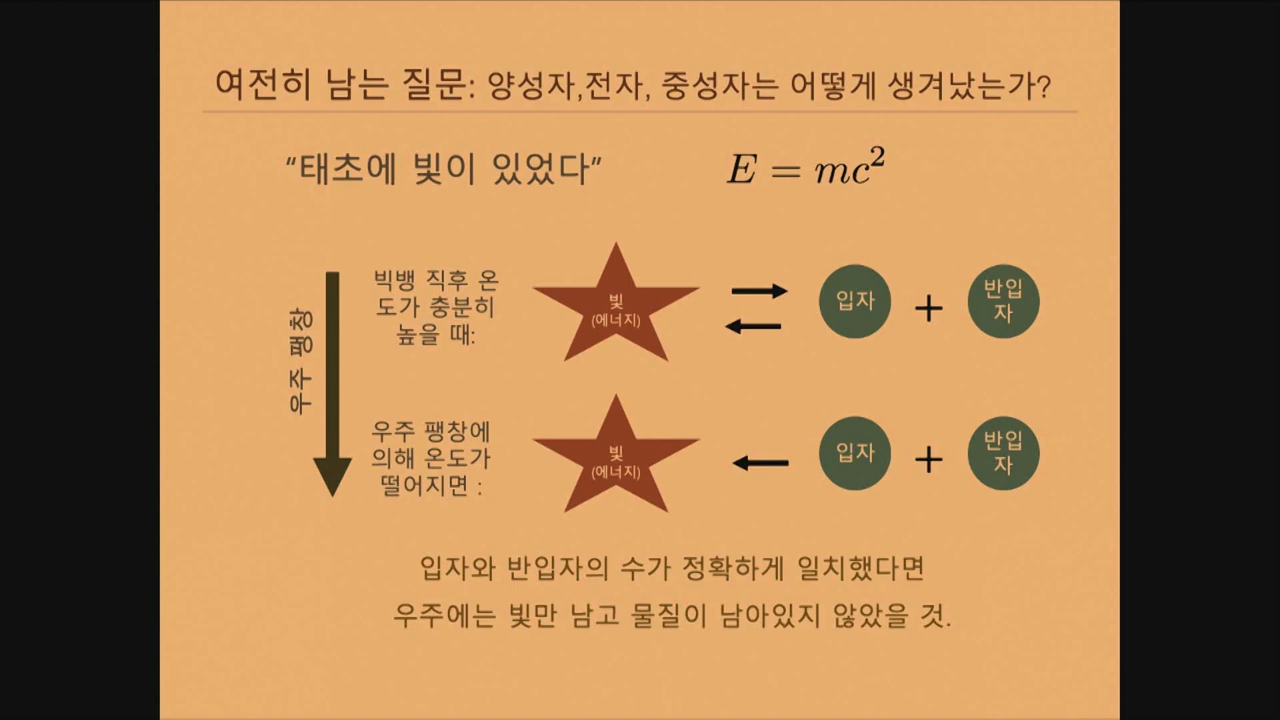 여전히 남는 질문: 양성자,전자, 중성자는 어떻게 생겨났는가?
“태초에 빛이 있었다”
E = mc²
우주 팽창
빅뱅 직후 온
도가 충분히
높을 때:
빛
(에너지)
입자
+
반입
자
우주 팽창에
의해 온도가
떨어지면 :
빛
(에너지)
입자
+
반입
자
입자와 반입자의 수가 정확하게 일치했다면
우주에는 빛만 남고 물질이 남아있지 않았을 것.